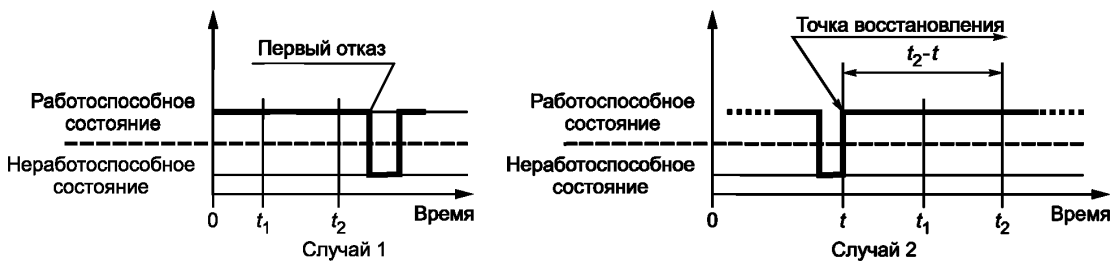 Первый отказ
Работоспособное
состояние
Неработоспособное
состояние
0
t1
t2
Время
Случай 1
Точка восстановления
t2-t
Работоспособное
состояние
Неработоспособное
состояние
0
t
t1
t2
Время
Случай 2